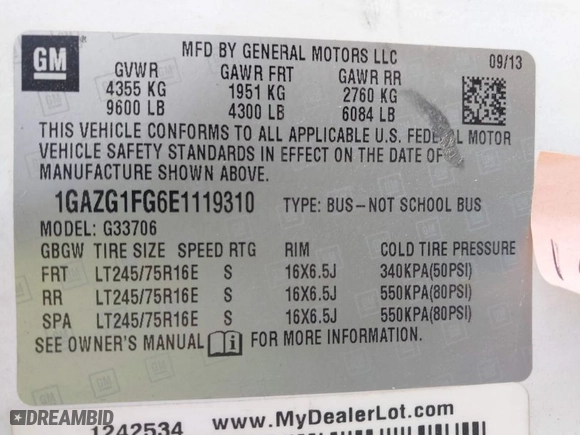 GM
MFD BY GENERAL MOTORS LLC
09/13
GVWR GAWR FRT GAWR RR
4355 KG 1951 KG 2760 KG
9600 LB 4300 LB 6084 LB
THIS VEHICLE CONFORMS TO ALL APPLICABLE U.S. FEDERAL MOTOR
VEHICLE SAFETY STANDARDS IN EFFECT ON THE DATE OF
MANUFACTURE SHOWN ABOVE.
1GAZG1FG6E1119310 TYPE: BUS-NOT SCHOOL BUS
MODEL: G33706
GBGW TIRE SIZE SPEED RTG RIM COLD TIRE PRESSURE
FRT LT245/75R16E S 16X6.5J 340KPA(50PSI)
RR LT245/75R16E S 16X6.5J 550KPA(80PSI)
SPA LT245/75R16E S 16X6.5J 550KPA(80PSI)
SEE OWNER'S MANUAL FOR MORE INFORMATION.
1242534 www.MyDealerLot.com
DREAMBID